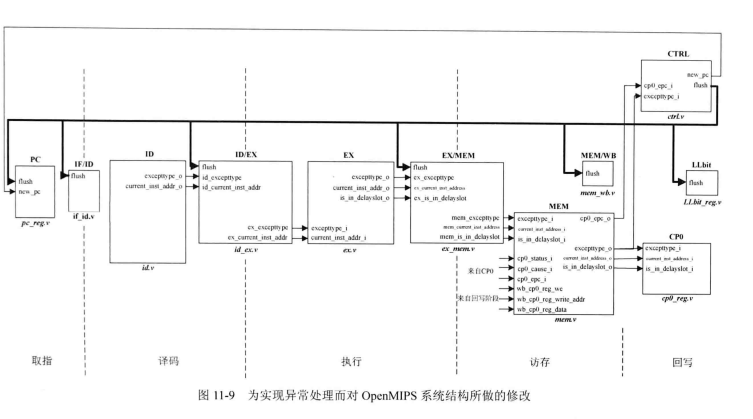 CTRL
new_pc
cp0_epc_i
flush
excepttype_i
ctrl.v
PC
flush
new_pc
pc_reg.v
IF/ID
flush
if_id.v
ID
excepttype_o
current_inst_addr_o
id.v
ID/EX
flush
id_excepttype
id_current_inst_addr
ex_excepttype
ex_current_inst_addr
id_ex.v
EX
excepttype_o
current_inst_addr_o
is_in_delayslot_o
excepttype_i
current_inst_addr_i
ex.v
EX/MEM
flush
ex_excepttype
ex_current_inst_address
ex_is_in_delayslot
mem_excepttype
mem_current_inst_address
mem_is_in_delayslot
ex_mem.v
MEM/WB
flush
mem_wb.v
MEM
excepttype_i
cp0_epc_o
current_inst_address_i
is_in_delayslot_i
excepttype_o
current_inst_address_o
is_in_delayslot_o
来自CP0
cp0_status_i
cp0_cause_i
cp0_epc_i
来自回写阶段
wb_cp0_reg_we
wb_cp0_reg_write_addr
wb_cp0_reg_data
mem.v
LLbit
flush
LLbit_reg.v
CP0
excepttype_i
current_inst_address_i
is_in_delayslot_i
cp0_reg.v
取指
译码
执行
访存
回写
图 11-9 为实现异常处理而对 OpenMIPS 系统结构所做的修改